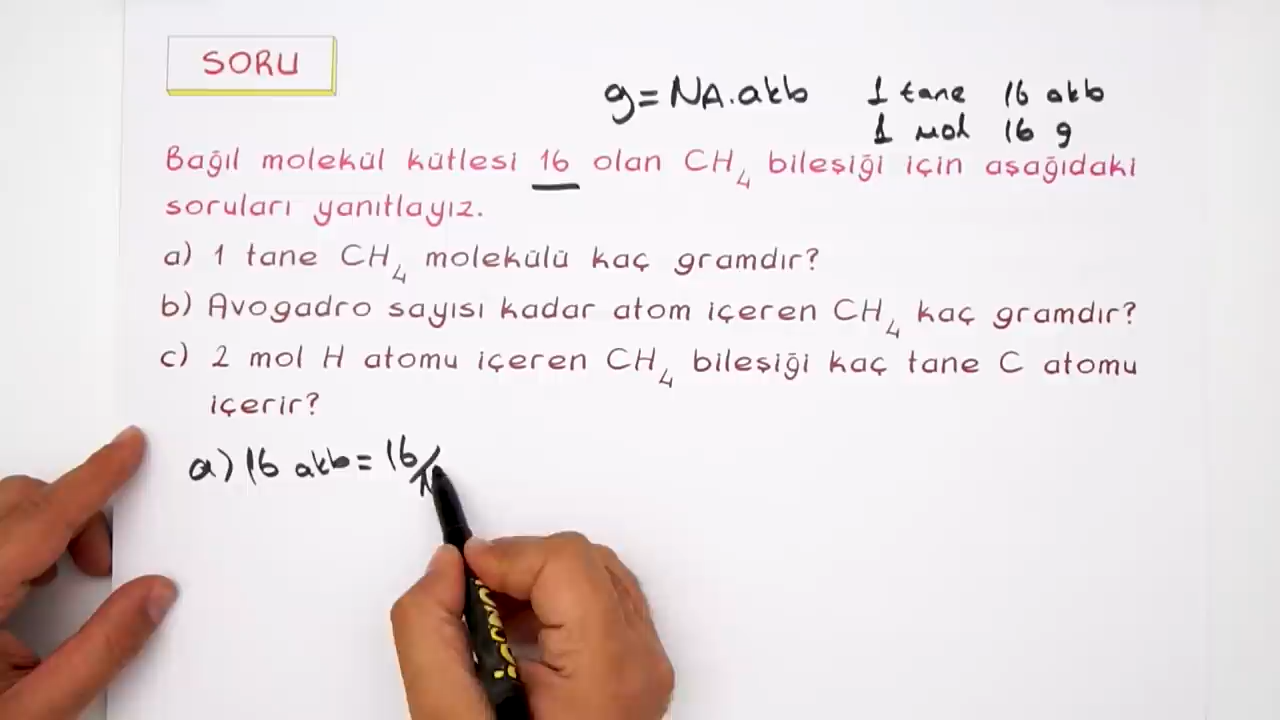 SORU
g=NA.akb 1 tane 16 akb
1 mol 16 g
Bağıl molekül kütlesi 16 olan CH4 bileşiği için aşağıdaki
soruları yanıtlayız.
a) 1 tane CH4 molekülü kaç gramdır?
b) Avogadro sayısı kadar atom içeren CH4 kaç gramdır?
c) 2 mol H atomu içeren CH4 bileşiği kaç tane C atomu
içerir?
a) 16 akb = 16/